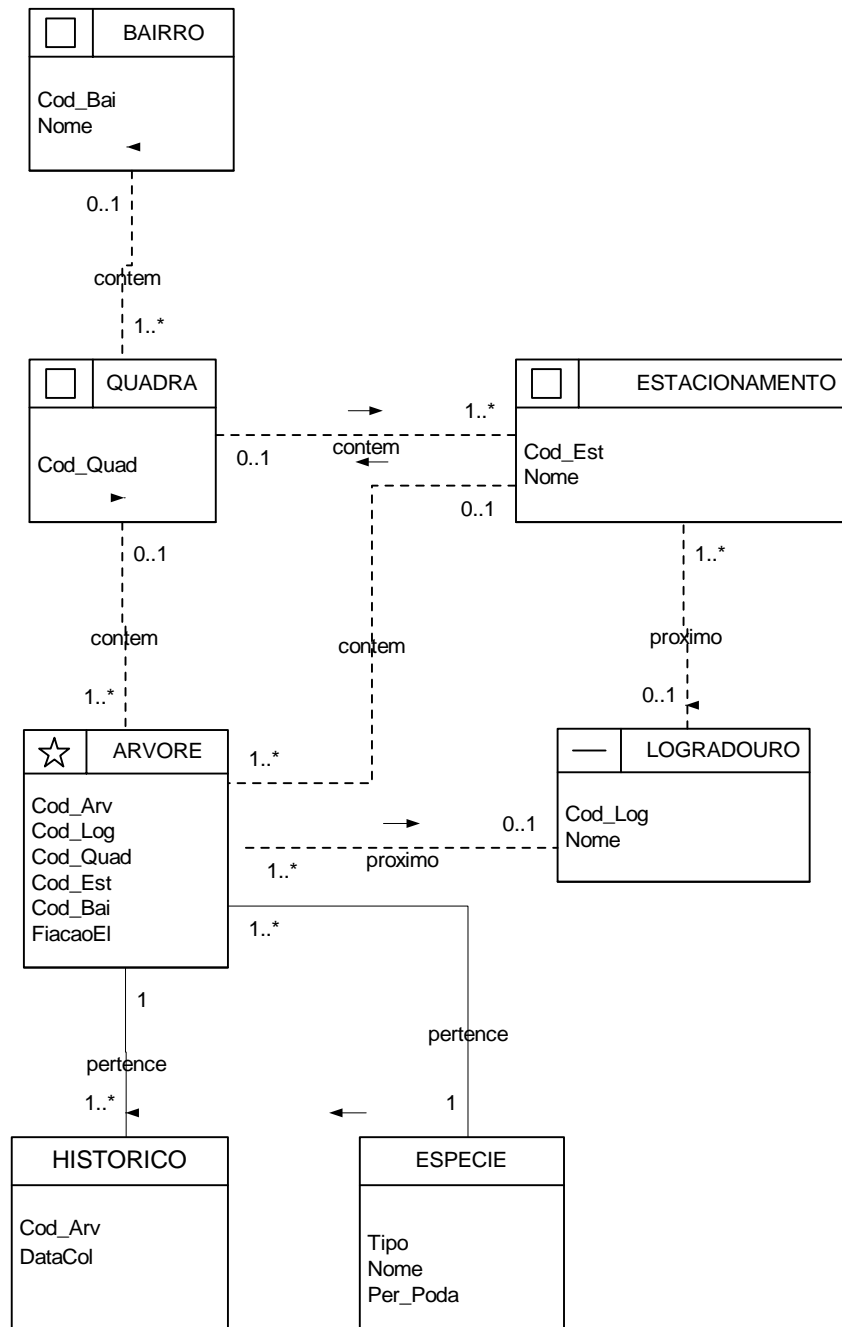 BAIRRO
Cod_Bai
Nome
0..1
contem
1..*
QUADRA
ESTACIONAMENTO
1..*
Cod_Quad
0..1
contem
Cod_Est
Nome
0..1
0..1
1..*
contem
contem
proximo
1..*
0..1
ARVORE
1..*
LOGRADOURO
Cod_Arv
Cod_Log
Cod_Quad
Cod_Est
Cod_Bai
FiacaoEl
0..1
Cod_Log
Nome
1..*
proximo
1..*
1
pertence
pertence
1..*
1
HISTORICO
ESPECIE
Cod_Arv
DataCol
Tipo
Nome
Per_Poda